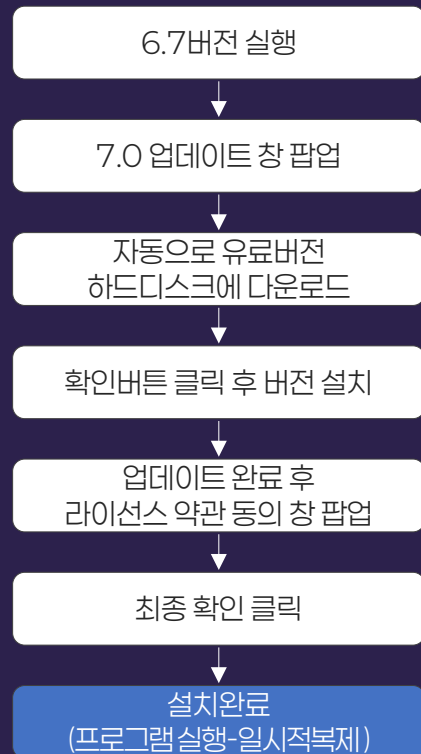 6.7버전 실행
7.0 업데이트 창 팝업
자동으로 유료버전
하드디스크에 다운로드
확인버튼 클릭 후 버전 설치
업데이트 완료 후
라이선스 약관 동의 창 팝업
최종 확인 클릭
설치완료
(프로그램 실행-일시적복제)